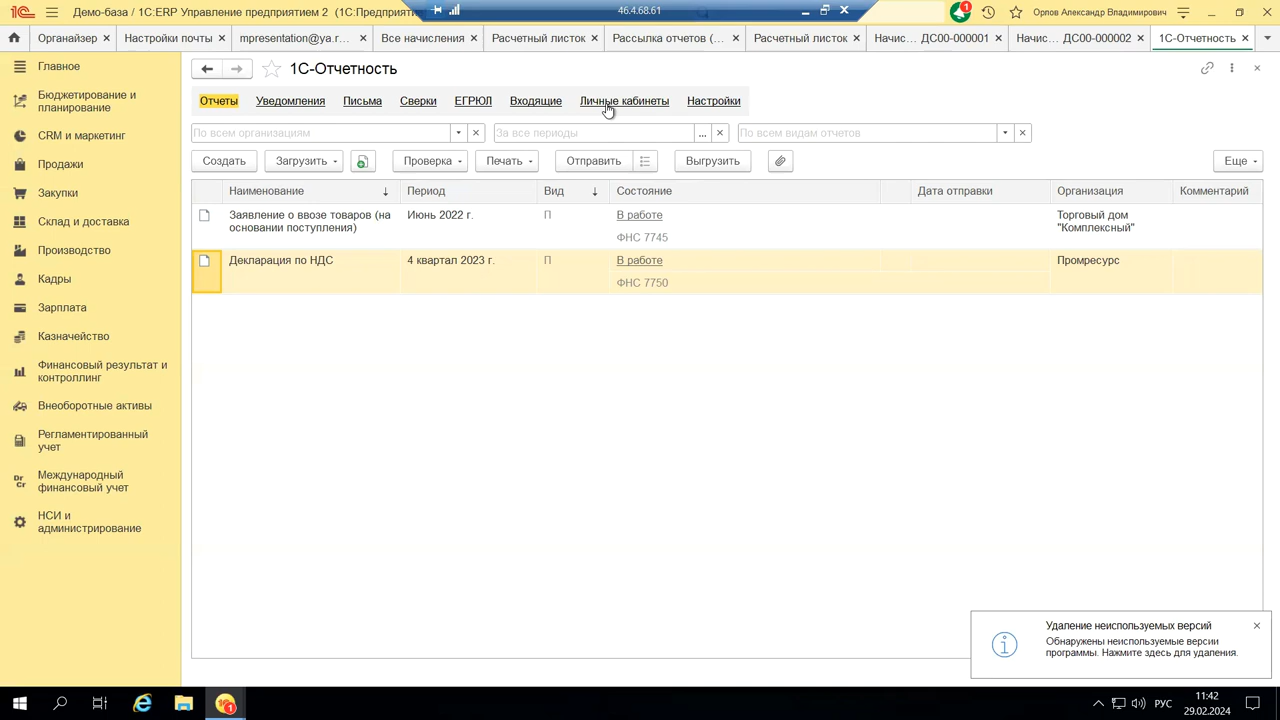 Демо-база / 1С:ERP Управление предприятием 2 (1С:Предприя
46.4.68.61
Орлов Александр Владимирович
Органайзер
Настройки почты
mpresentation@ya.r...
Все начисления
Расчетный листок
Рассылка отчетов (...
Расчетный листок
Начис... ДС00-000001
Начис... ДС00-000002
1С-Отчетность
Главное
Бюджетирование и
планирование
CRM и маркетинг
Продажи
Закупки
Склад и доставка
Производство
Кадры
Зарплата
Казначейство
Финансовый результат и
контроллинг
Внеоборотные активы
Регламентированный
учет
Международный
финансовый учет
НСИ и
администрирование
1С-Отчетность
Отчеты Уведомления Письма Сверки ЕГРЮЛ Входящие Личные кабинеты Настройки
По всем организациям
За все периоды
...
По всем видам отчетов
Создать Загрузить Проверка Печать Отправить Выгрузить Еще
Наименование Период Вид Состояние Дата отправки Организация Комментарий
Заявление о ввозе товаров (на
основании поступления)
Июнь 2022 г. П В работе
ФНС 7745
Торговый дом
"Комплексный"
Декларация по НДС 4 квартал 2023 г. П В работе Промресурс
ФНС 7750
Удаление неиспользуемых версий
Обнаружены неиспользуемые версии
программы. Нажмите здесь для удаления.
РУС
11:42
29.02.2024